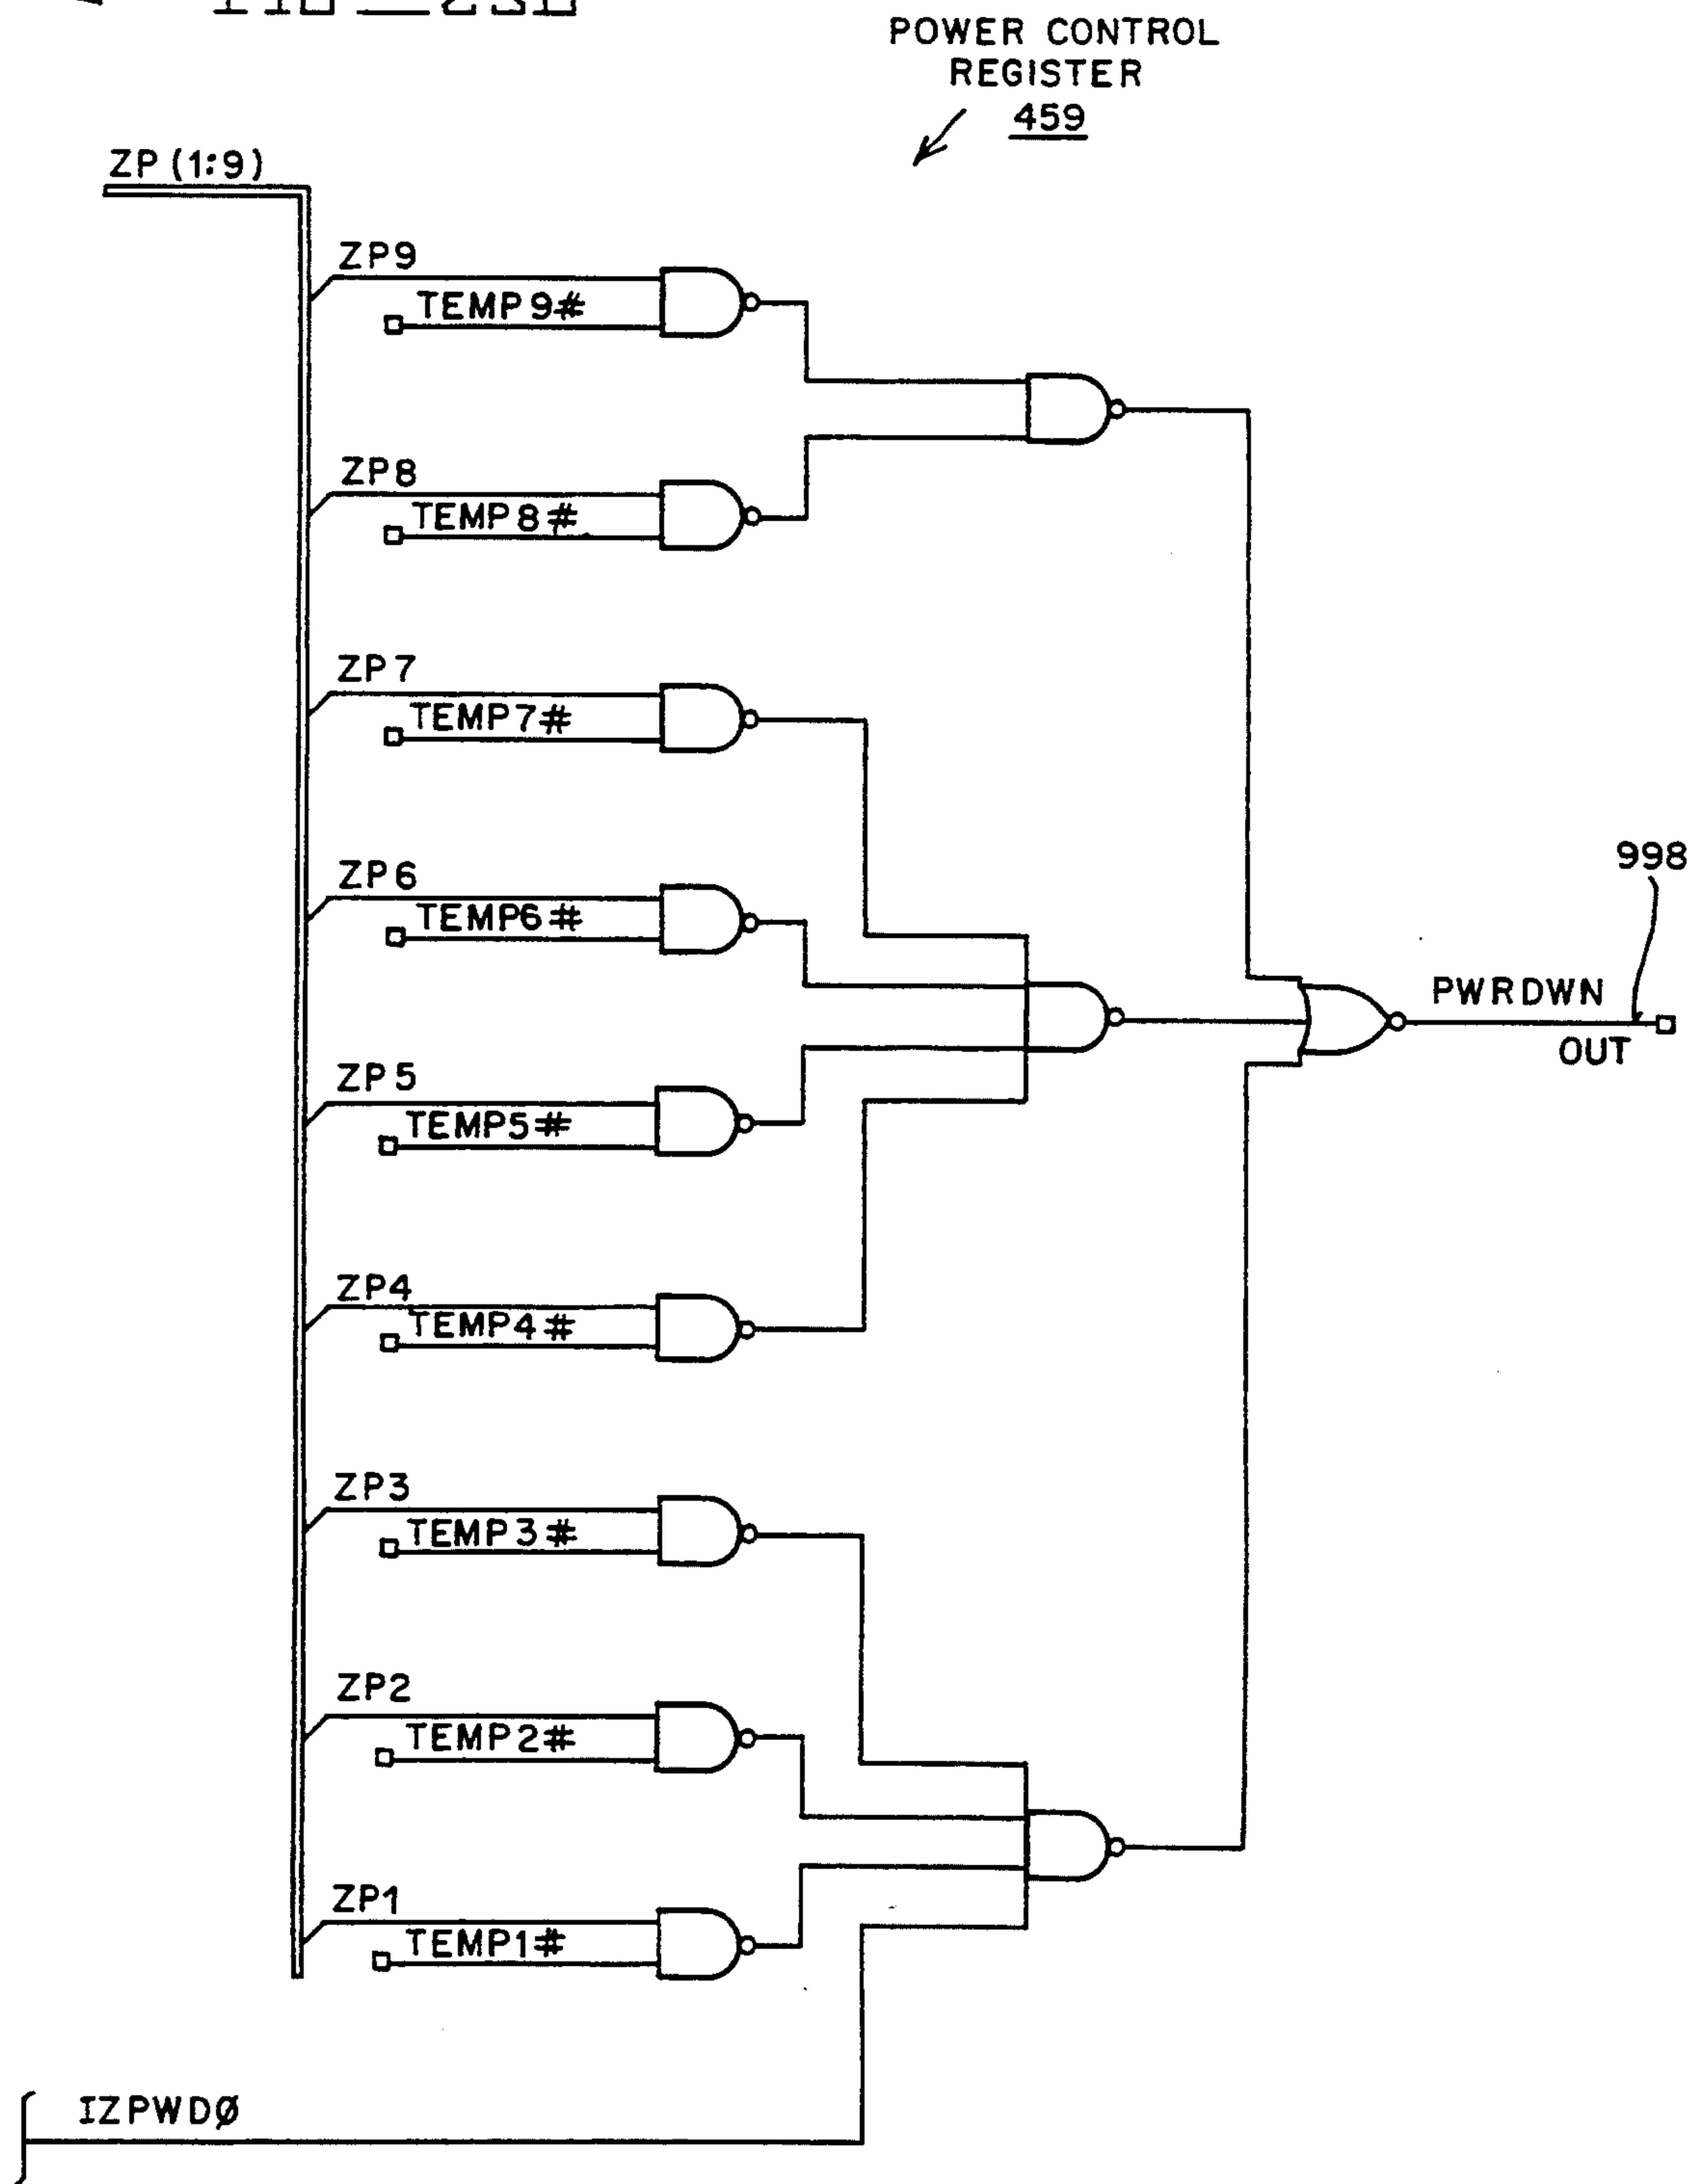 POWER CONTROL
REGISTER
459
ZP (1:9)
ZP9
TEMP9#
ZP8
TEMP8#
ZP7
TEMP7#
ZP6
TEMP6#
998
PWRDWN
OUT
ZP5
TEMP5#
ZP4
TEMP4#
ZP3
TEMP3#
ZP2
TEMP2#
ZP1
TEMP1#
IZPWDØ